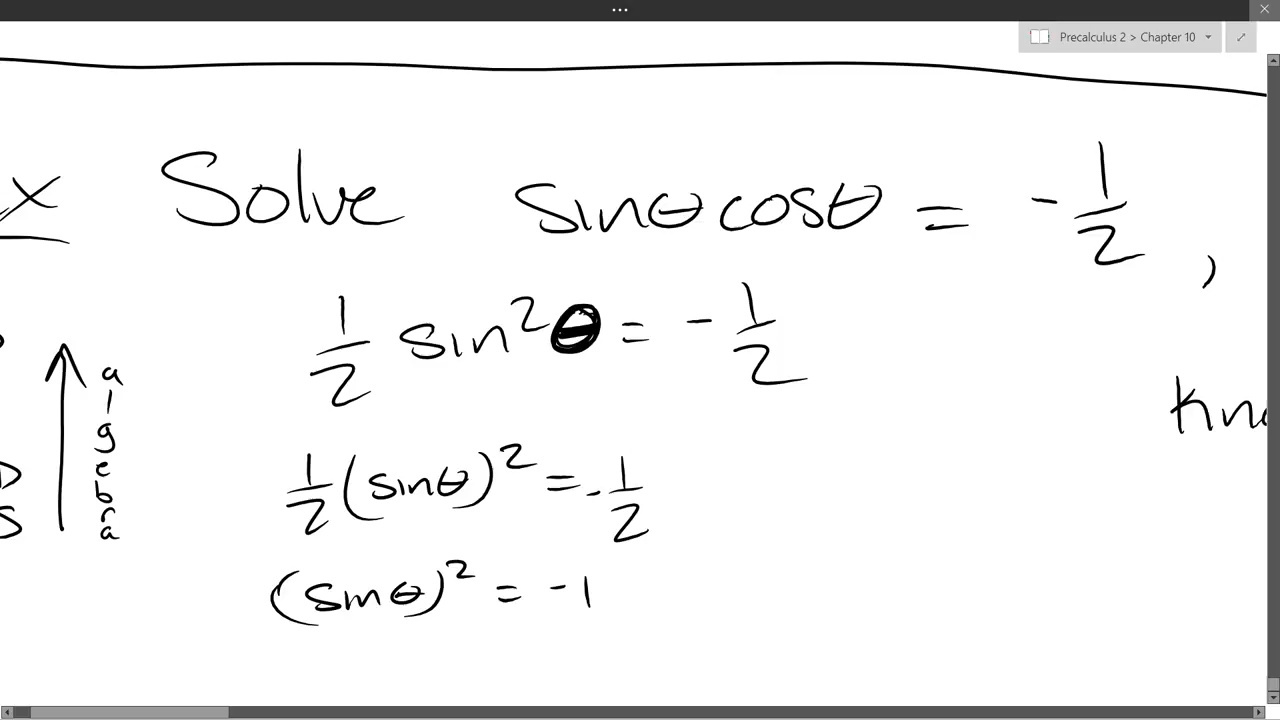 ...
Precalculus 2 > Chapter 10
x Solve sinθcosθ = -1/2,
1/2 sin²θ = -1/2
algebra
1/2(sinθ)² = -1/2
(sinθ)² = -1